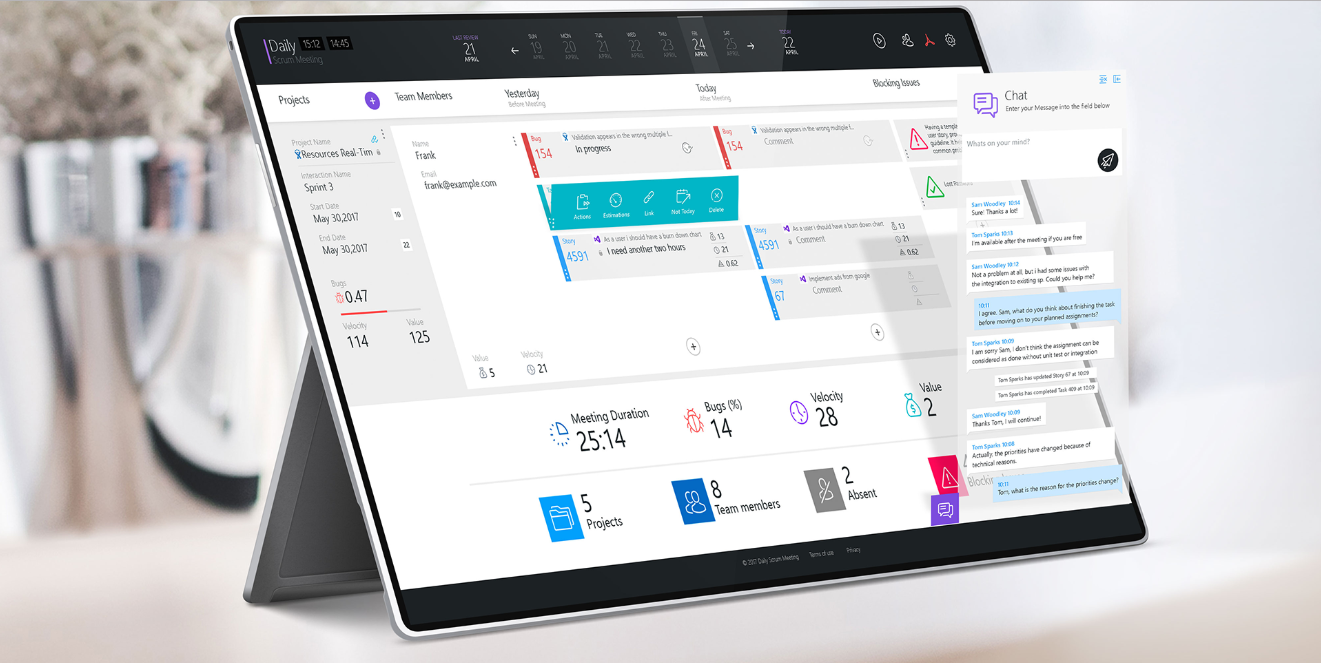 Daily
15:12 14:45
Scrum Meeting
LAST REVIEW
21
APRIL
SUN
19
APRIL
MON
20
APRIL
TUE
21
APRIL
WED
22
APRIL
THU
23
APRIL
FRI
24
APRIL
SAT
25
APRIL
TODAY
22
APRIL
Projects
Team Members
Yesterday
Before Meeting
Today
After Meeting
Blocking Issues
Project Name
Resources Real-Tim
Interaction Name
Sprint 3
Start Date
May 30,2017
10
End Date
May 30,2017
22
Bugs
0.47
Velocity
114
Value
125
Name
Frank
Email
frank@example.com
Value
5
Velocity
21
Bug
154
Validation appears in the wrong multiple f...
In progress
Bug
154
Validation appears in the wrong multiple f...
Comment
Having a templ
user story, pro
guideline. It h
common pro
Actions
Estimations
Link
Not Today
Delete
Story
4591
As a user i should have a burn down chart
I need another two hours
13
21
0.62
Story
4591
As a user i should have a burn down chart
Comment
13
21
0.62
Story
67
Implement ads from google
Comment
Meeting Duration
25:14
Bugs (%)
14
Velocity
28
Value
2
5
Projects
8
Team members
2
Absent
© 2017 Daily Scrum Meeting
Terms of use
Privacy
Chat
Enter your Message into the field below
Whats on your mind?
Sam Woodley 10:14
Sure! Thanks a lot!
Tom Sparks 10:13
I'm available after the meeting if you are free
Sam Woodley 10:12
Not a problem at all, but i had some issues with
the integration to existing sp. Could you help me?
10:11
I agree. Sam, what do you think about finishing the task
before moving on to your planned assignments?
Tom Sparks 10:09
I am sorry Sam, i don't think the assignment can be
considered as done without unit test or integration
Tom Sparks has updated Story 67 at 10:09
Tom Sparks has completed Task 409 at 10:09
Sam Woodley 10:09
Thanks Tom, I will continue!
Tom Sparks 10:08
Actually, the priorities have changed because of
technical reasons.
10:11
Tom, what is the reason for the priorities change?